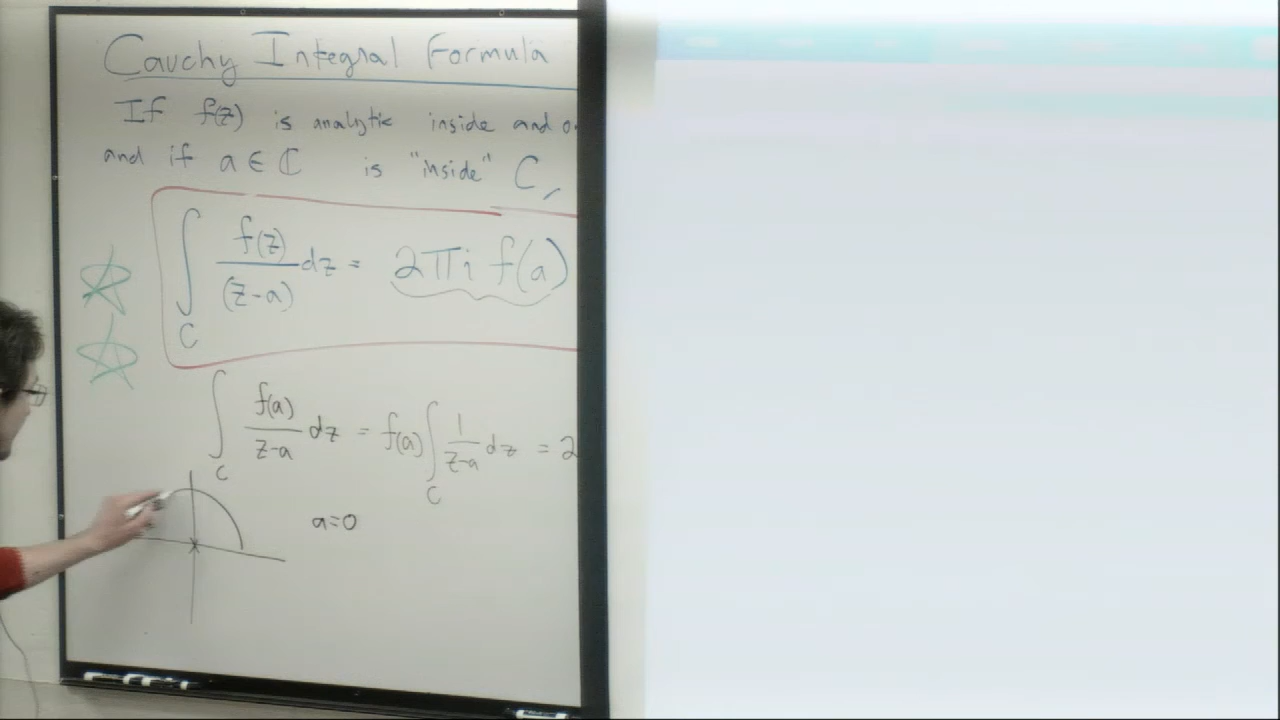 Cauchy Integral Formula
If f(z) is analytic inside and
and if a ∈ ℂ is "inside" C,
∫_C f(z)/(z-a) dz = 2πi f(a)
∫_C f(a)/(z-a) dz = f(a) ∫_C 1/(z-a) dz = 2
a=0